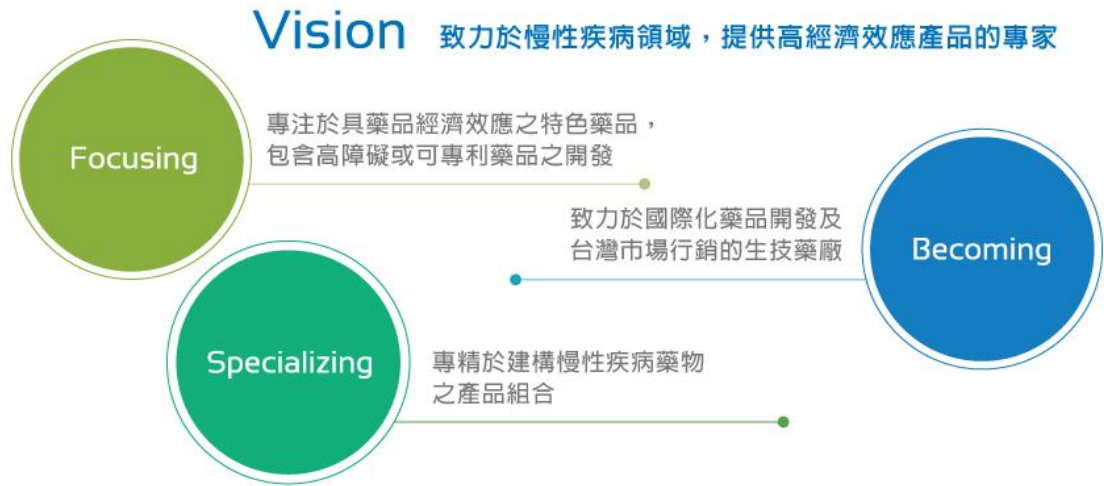 Vision 致力於慢性疾病領域，提供高經濟效應產品的專家
Focusing
專注於具藥品經濟效應之特色藥品，
包含高障礙或可專利藥品之開發
致力於國際化藥品開發及
台灣市場行銷的生技藥廠
Becoming
Specializing
專精於建構慢性疾病藥物
之產品組合